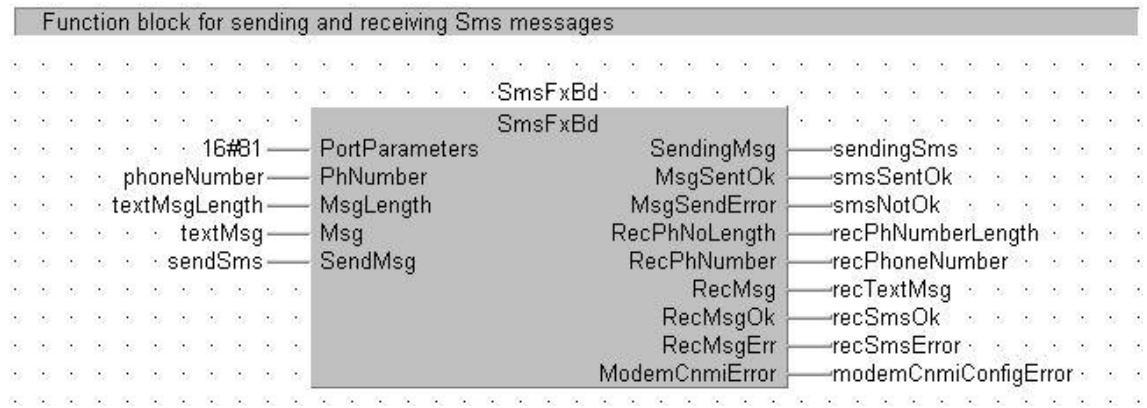 Function block for sending and receiving Sms messages
SmsFxBd
SmsFxBd
16#81 PortParameters SendingMsg sendingSms
phoneNumber PhNumber MsgSentOk smsSentOk
textMsgLength MsgLength MsgSendError smsNotOk
textMsg Msg RecPhNoLength recPhNumberLength
sendSms SendMsg RecPhNumber recPhoneNumber
RecMsg recTextMsg
RecMsgOk recSmsOk
RecMsgErr recSmsError
ModemCnmiError modemCnmiConfigError